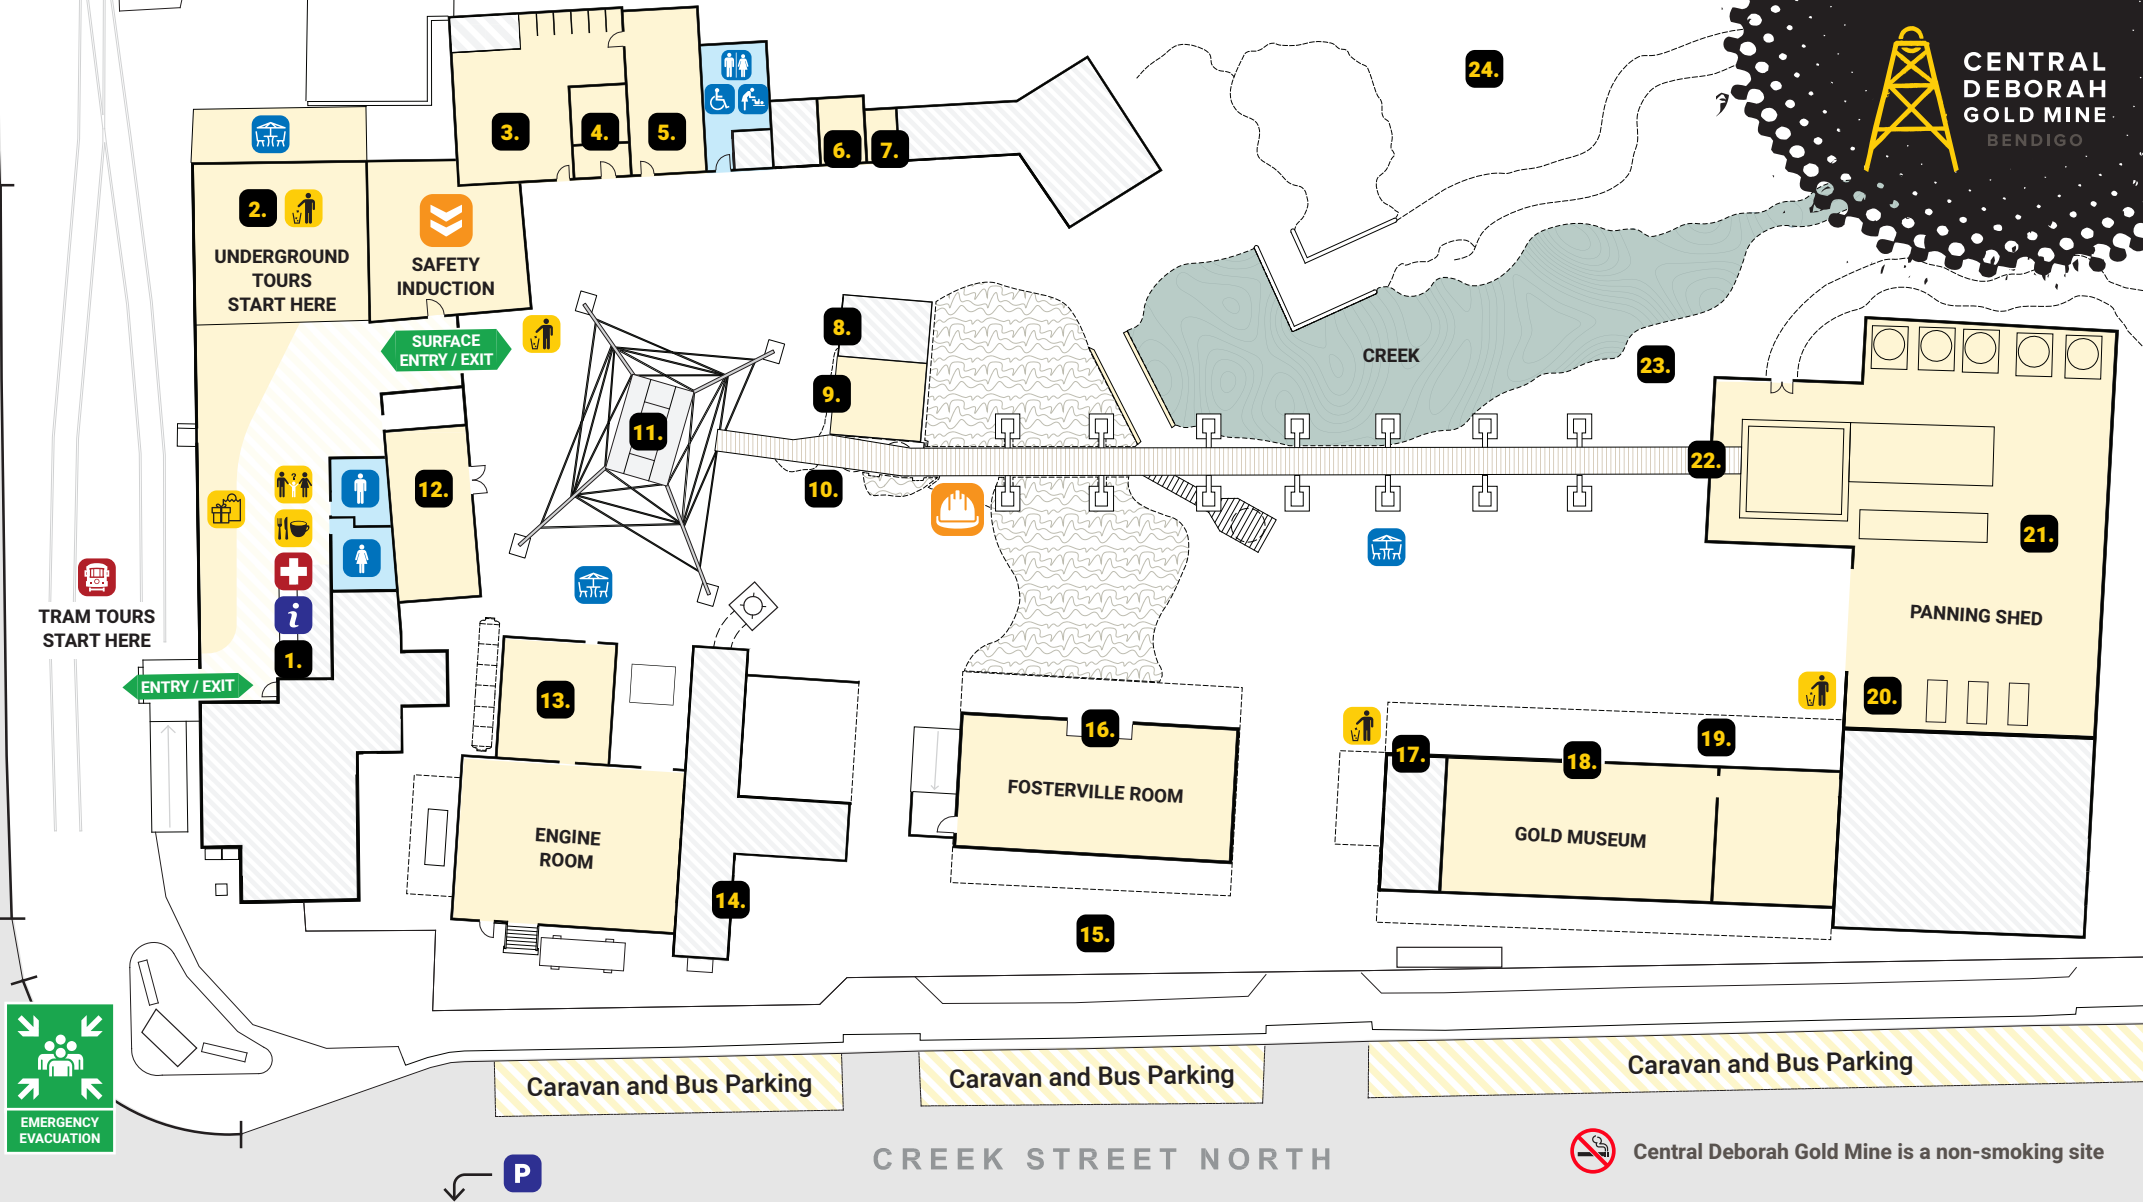 24.
CENTRAL
DEBORAH
GOLD MINE
BENDIGO
3.
4.
5.
6.
7.
2.
UNDERGROUND
TOURS
START HERE
SAFETY
INDUCTION
SURFACE
ENTRY / EXIT
8.
9.
CREEK
23.
11.
22.
12.
10.
21.
i
1.
TRAM TOURS
START HERE
ENTRY / EXIT
PANNING SHED
13.
20.
16.
17.
18.
19.
FOSTERVILLE ROOM
GOLD MUSEUM
ENGINE
ROOM
14.
15.
EMERGENCY
EVACUATION
Caravan and Bus Parking
Caravan and Bus Parking
Caravan and Bus Parking
CREEK STREET NORTH
P
Central Deborah Gold Mine is a non-smoking site